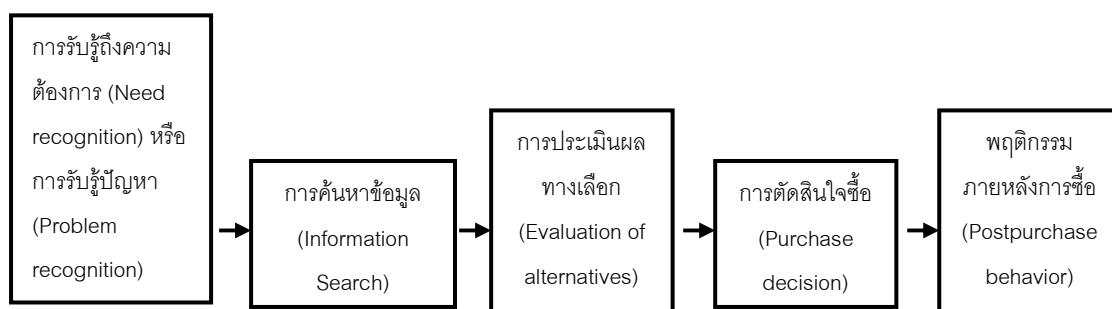 การรับรู้ถึงความ
ต้องการ (Need
recognition) หรือ
การรับรู้ปัญหา
(Problem
recognition)
การค้นหาข้อมูล
(Information
Search)
การประเมินผล
ทางเลือก
(Evaluation of
alternatives)
การตัดสินใจซื้อ
(Purchase
decision)
พฤติกรรม
ภายหลังการซื้อ
(Postpurchase
behavior)